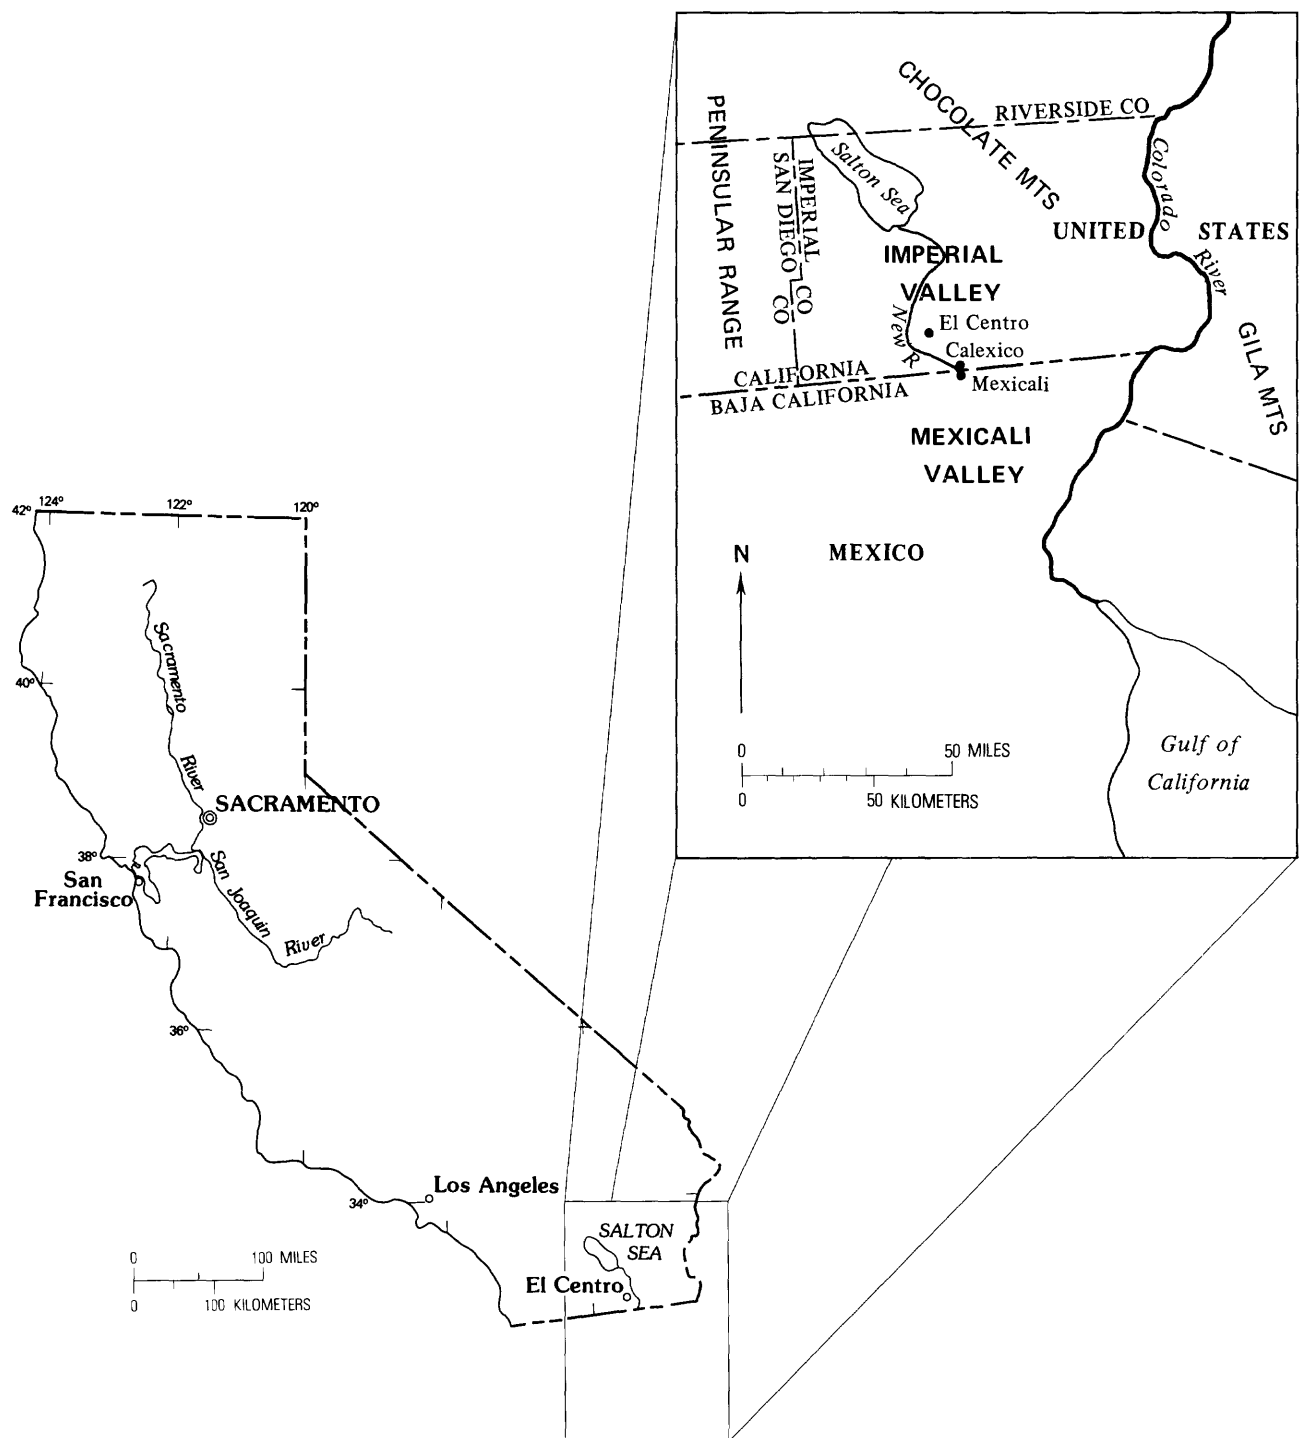 CHOCOLATE MTS
RIVERSIDE CO
PENINSULAR RANGE
IMPERIAL CO
SAN DIEGO CO
Salton Sea
Colorado
River
UNITED STATES
IMPERIAL
VALLEY
New R
El Centro
Calexico
Mexicali
CALIFORNIA
BAJA CALIFORNIA
GILA MTS
MEXICALI
VALLEY
N
MEXICO
0 50 MILES
0 50 KILOMETERS
Gulf of
California
42° 124° 122° 120°
Sacramento
River
40°
SACRAMENTO
38°
San
Francisco
San Joaquin
River
36°
34°
Los Angeles
SALTON
SEA
El Centro
0 100 MILES
0 100 KILOMETERS